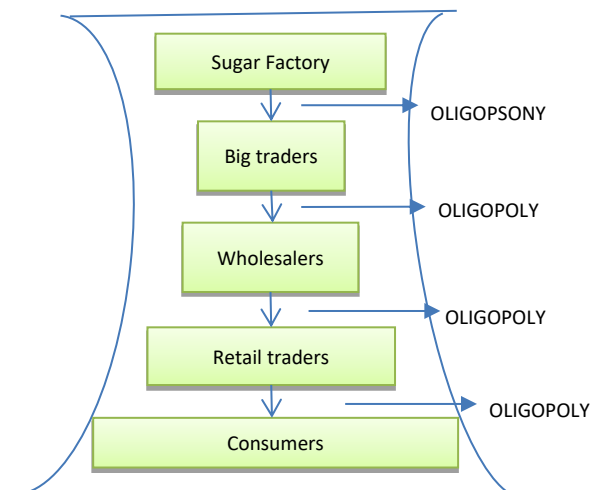 Sugar Factory
OLIGOPSONY
Big traders
OLIGOPOLY
Wholesalers
OLIGOPOLY
Retail traders
OLIGOPOLY
Consumers